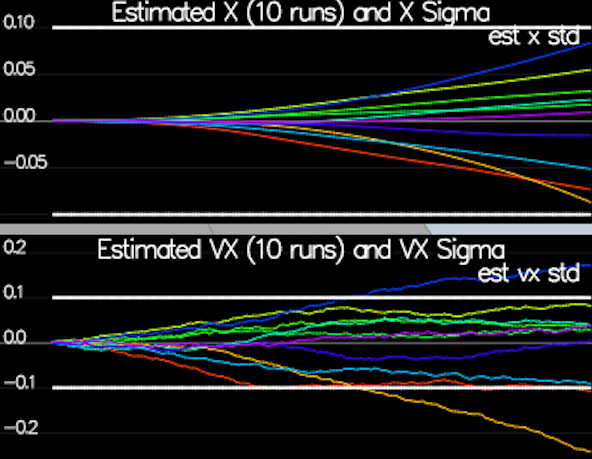 Estimated X (10 runs) and X Sigma
0.10
est x std
0.05
0.00
-0.05
Estimated VX (10 runs) and VX Sigma
0.2
est vx std
0.1
0.0
-0.1
-0.2